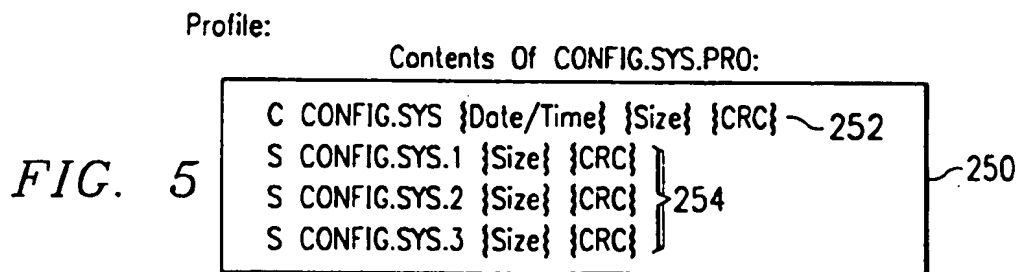 Profile:
Contents Of CONFIG.SYS.PRO:
C CONFIG.SYS {Date/Time} {Size} {CRC} 252
S CONFIG.SYS.1 {Size} {CRC}
S CONFIG.SYS.2 {Size} {CRC} 254
S CONFIG.SYS.3 {Size} {CRC}
250
FIG. 5